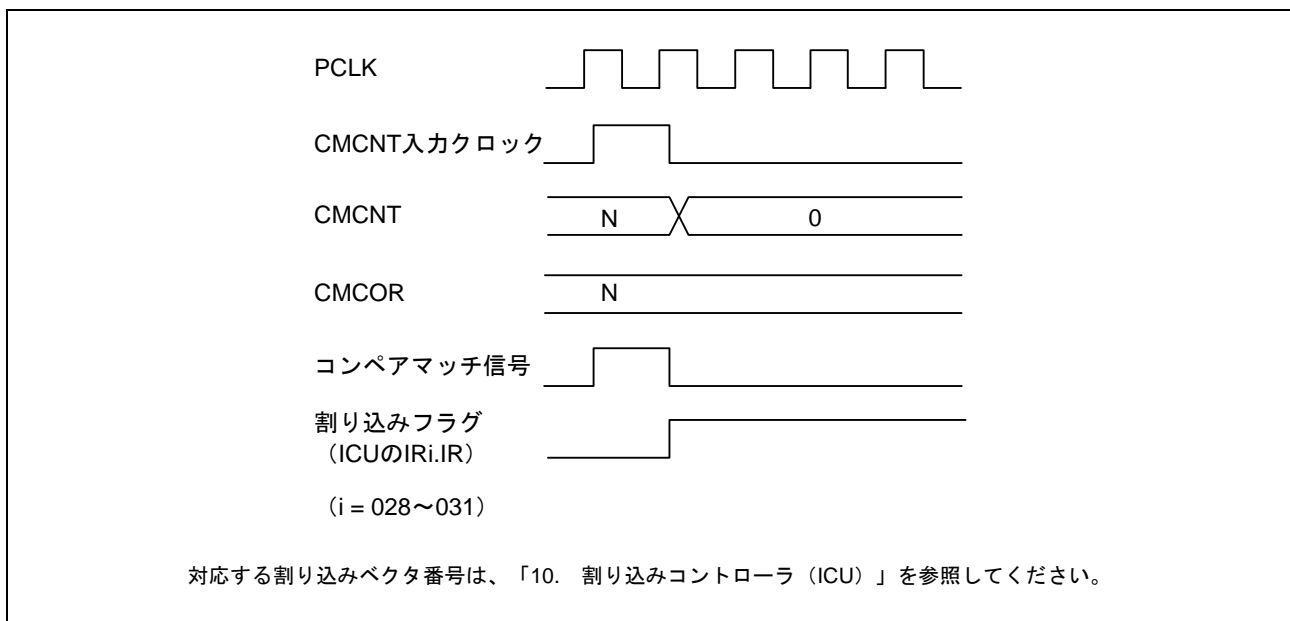 PCLK
CMCNT入力クロック
CMCNT
N
0
CMCOR
N
コンペアマッチ信号
割り込みフラグ
（ICUのIRi.IR）
（i = 028～031）
対応する割り込みベクタ番号は、「10. 割り込みコントローラ（ICU）」を参照してください。